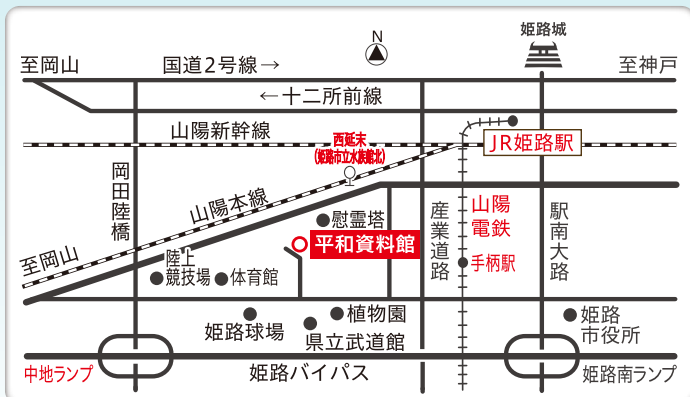 姫路城
N
至岡山
国道2号線→
至神戸
←十二所前線
山陽新幹線
西延末
(姫路市立水族館北)
JR姫路駅
岡田陸橋
山陽本線
産業道路
山陽
電鉄
駅南大路
慰霊塔
平和資料館
至岡山
陸上
競技場
体育館
手柄駅
植物園
姫路球場
県立武道館
姫路
市役所
中地ランプ
姫路バイパス
姫路南ランプ